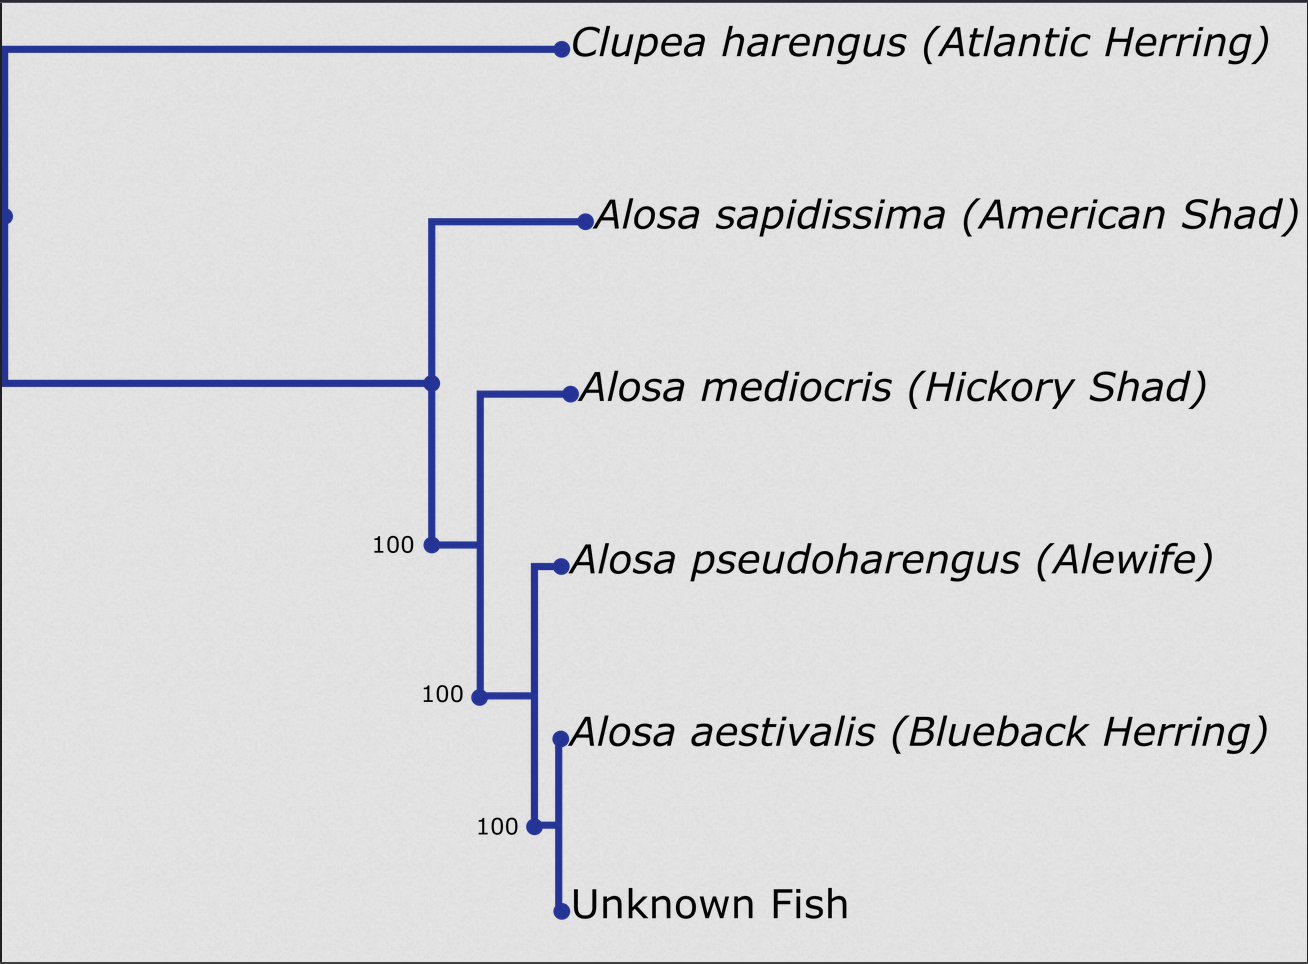 Clupea harengus (Atlantic Herring)
Alosa sapidissima (American Shad)
Alosa mediocris (Hickory Shad)
100
Alosa pseudoharengus (Alewife)
100
Alosa aestivalis (Blueback Herring)
100
Unknown Fish